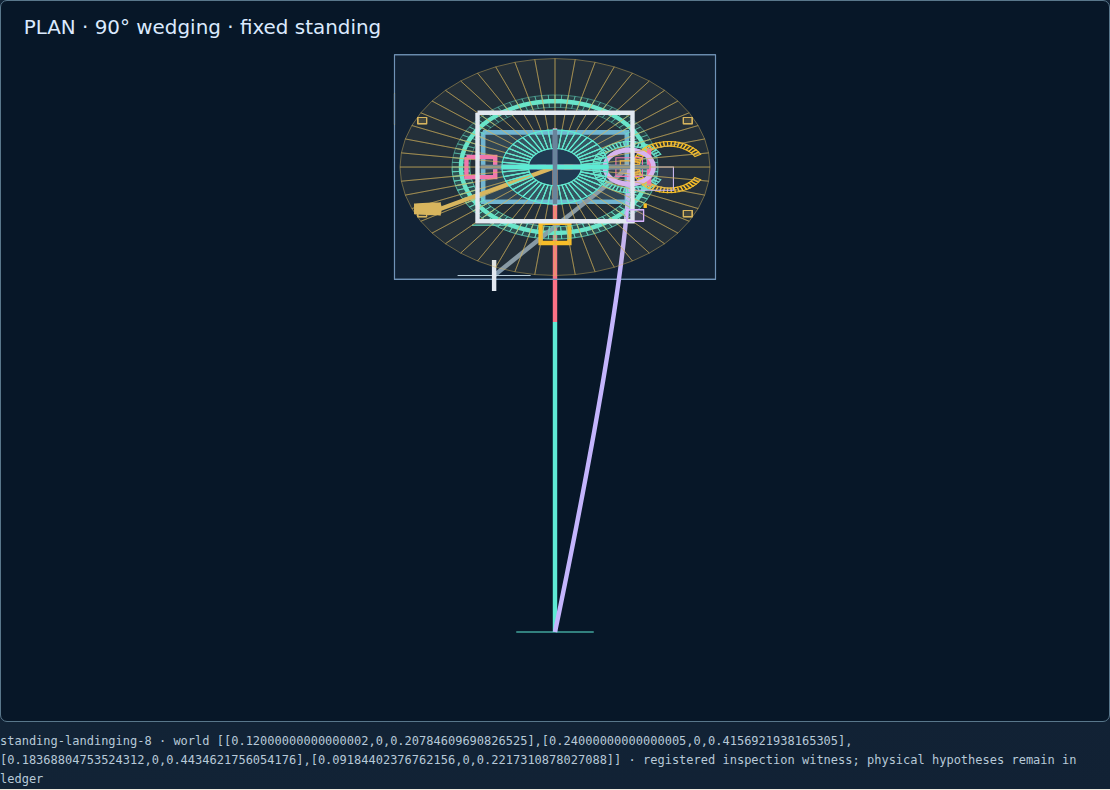 PLAN · 90° wedging · fixed standing
standing-landinging-8 · world [[0.12000000000000002,0,0.20784609690826525],[0.24000000000000005,0,0.4156921938165305],
[0.18368804753524312,0,0.4434621756054176],[0.09184402376762156,0,0.2217310878027088]] · registered inspection witness; physical hypotheses remain in
ledger